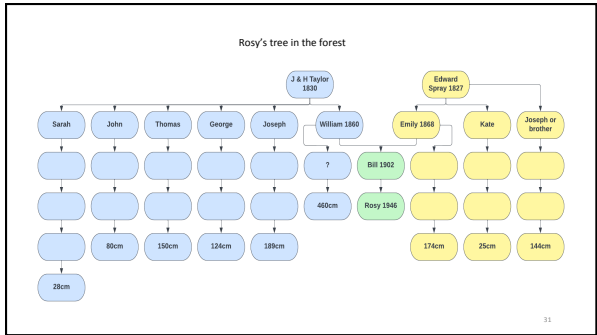 Rosy's tree in the forest
J & H Taylor
1830
Edward
Spray 1827
Sarah
John
Thomas
George
Joseph
William 1860
Emily 1868
Kate
Joseph or
brother
?
Bill 1902
460cm
Rosy 1946
80cm
150cm
124cm
189cm
174cm
25cm
144cm
28cm
31